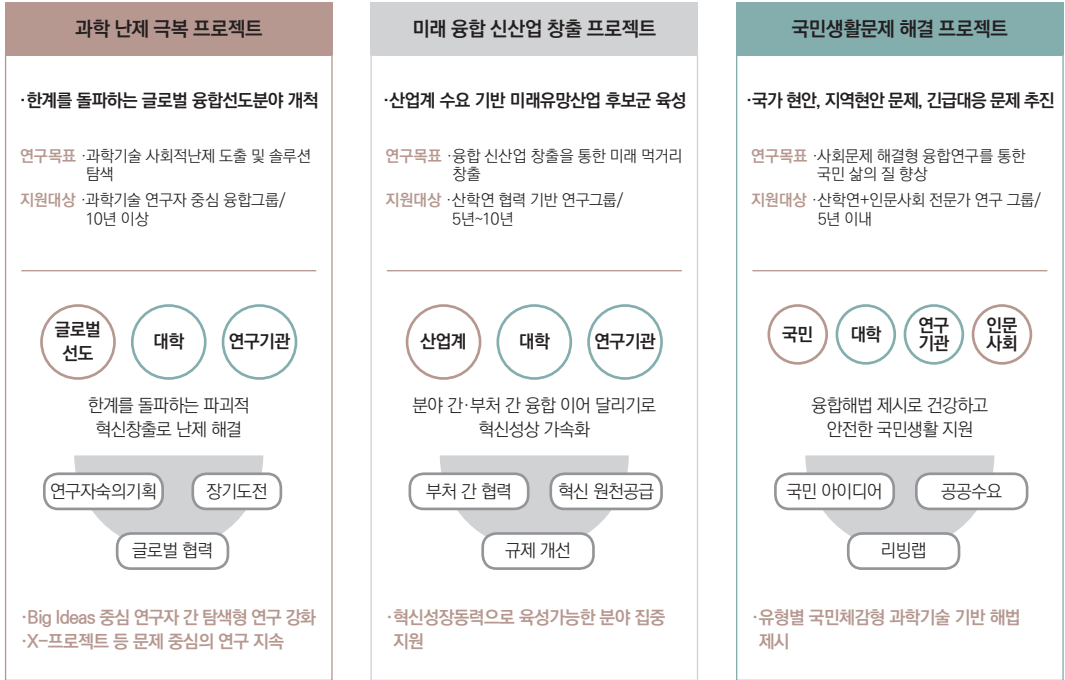 과학 난제 극복 프로젝트
·한계를 돌파하는 글로벌 융합선도분야 개척
연구목표 ·과학기술 사회적난제 도출 및 솔루션
탐색
지원대상 ·과학기술 연구자 중심 융합그룹/
10년 이상
글로벌
선도
대학
연구기관
한계를 돌파하는 파괴적
혁신창출로 난제 해결
연구자숙의기획
장기도전
글로벌 협력
·Big Ideas 중심 연구자 간 탐색형 연구 강화
·X-프로젝트 등 문제 중심의 연구 지속
미래 융합 신산업 창출 프로젝트
·산업계 수요 기반 미래유망산업 후보군 육성
연구목표 ·융합 신산업 창출을 통한 미래 먹거리
창출
지원대상 ·산학연 협력 기반 연구그룹/
5년~10년
산업계
대학
연구기관
분야 간·부처 간 융합 이어 달리기로
혁신성상 가속화
부처 간 협력
혁신 원천공급
규제 개선
·혁신성장동력으로 육성가능한 분야 집중
지원
국민생활문제 해결 프로젝트
·국가 현안, 지역현안 문제, 긴급대응 문제 추진
연구목표 ·사회문제 해결형 융합연구를 통한
국민 삶의 질 향상
지원대상 ·산학연+인문사회 전문가 연구 그룹/
5년 이내
국민
대학
연구
기관
인문
사회
융합해법 제시로 건강하고
안전한 국민생활 지원
국민 아이디어
공공수요
리빙랩
·유형별 국민체감형 과학기술 기반 해법
제시